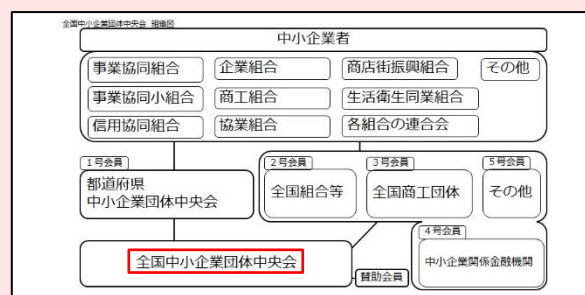 全国中小企業団体中央会 組織図
中小企業者
事業協同組合 企業組合 商店街振興組合 その他
事業協同小組合 商工組合 生活衛生同業組合
信用協同組合 協業組合 各組合の連合会
1号会員 2号会員 3号会員 5号会員
都道府県
中小企業団体中央会
全国組合等 全国商工団体 その他
4号会員
全国中小企業団体中央会
中小企業関係金融機関
賛助会員